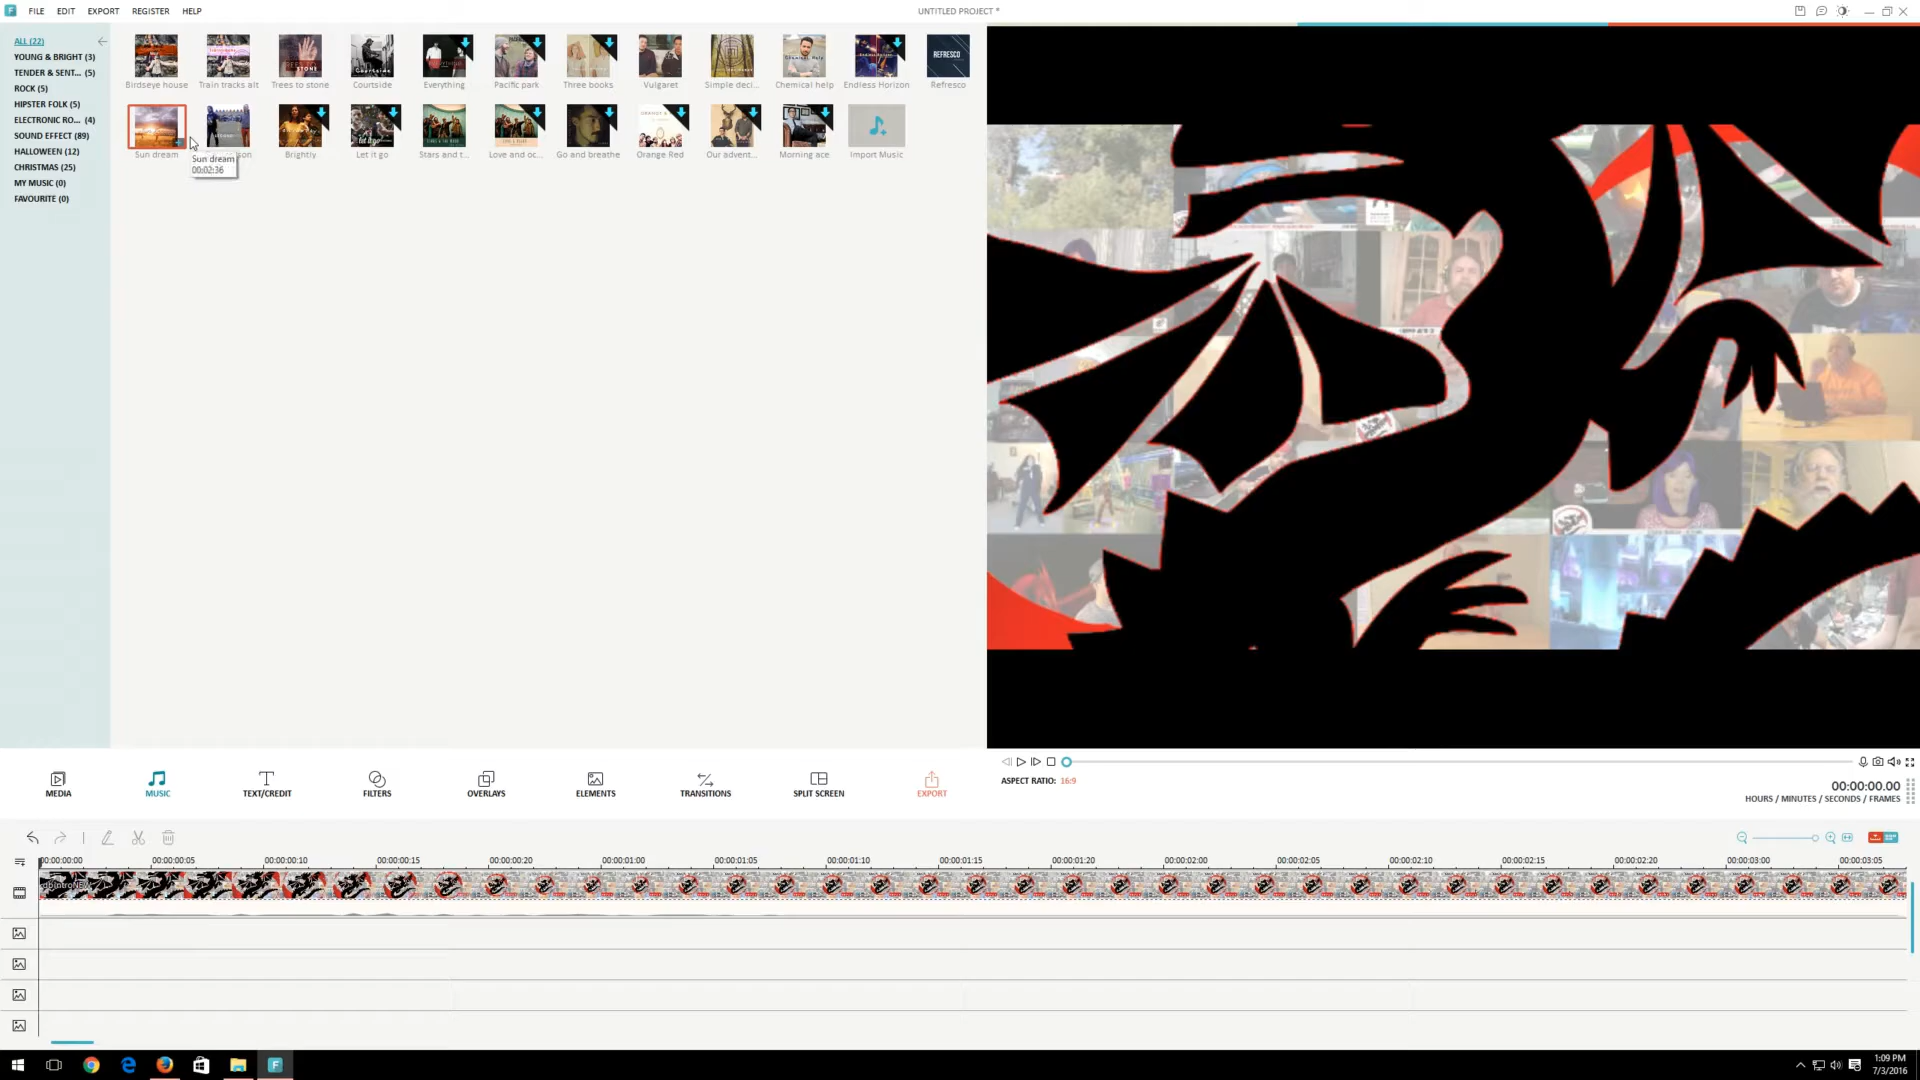 FILE EDIT EXPORT REGISTER HELP
UNTITLED PROJECT *
ALL (22)
YOUNG & BRIGHT (3)
TENDER & SENT... (5)
ROCK (5)
HIPSTER FOLK (5)
ELECTRONIC RO... (4)
SOUND EFFECT (89)
HALLOWEEN (12)
CHRISTMAS (25)
MY MUSIC (0)
FAVOURITE (0)
Birdseye house Train tracks alt Trees to stone Courtside Everything Pacific park Three books Vulgaret Simple deci... Chemical help Endless Horizon Refresco
REFRESCO
Sun dream Brightly Let it go Stars and t... Love and oc... Go and breathe Orange Red Our advent... Morning ace Import Music
Sun dream
00:02:36
ASPECT RATIO: 16:9
00:00:00.00
HOURS / MINUTES / SECONDS / FRAMES
MEDIA MUSIC TEXT/CREDIT FILTERS OVERLAYS ELEMENTS TRANSITIONS SPLIT SCREEN EXPORT
00:00:00:00 00:00:00:05 00:00:00:10 00:00:00:15 00:00:00:20 00:00:01:00 00:00:01:05 00:00:01:10 00:00:01:15 00:00:01:20 00:00:02:00 00:00:02:05 00:00:02:10 00:00:02:15 00:00:02:20 00:00:03:00 00:00:03:05
1:09 PM
7/3/2016